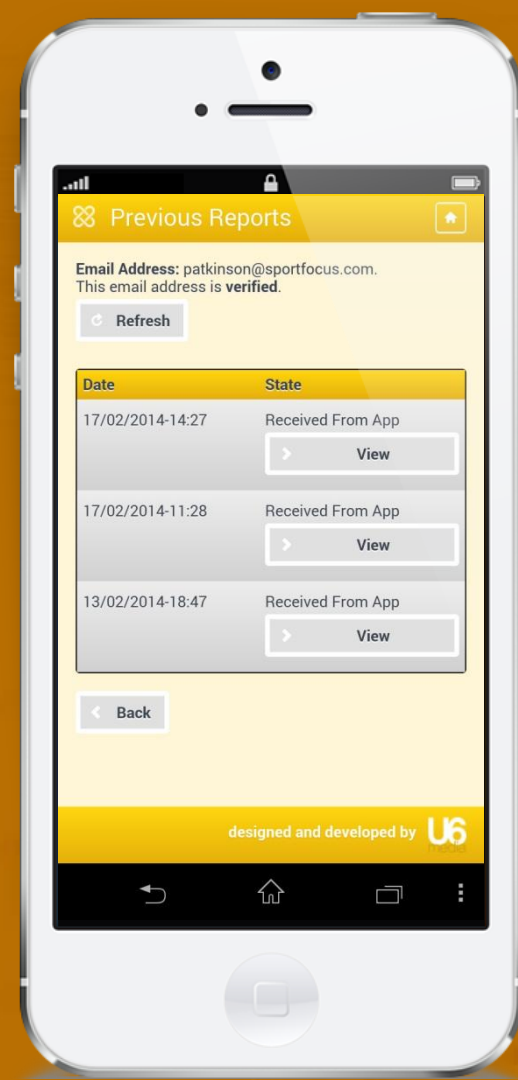 Previous Reports
Email Address: patkinson@sportfocus.com.
This email address is verified.
Refresh
Date State
17/02/2014-14:27 Received From App
View
17/02/2014-11:28 Received From App
View
13/02/2014-18:47 Received From App
View
Back
designed and developed by U6
media